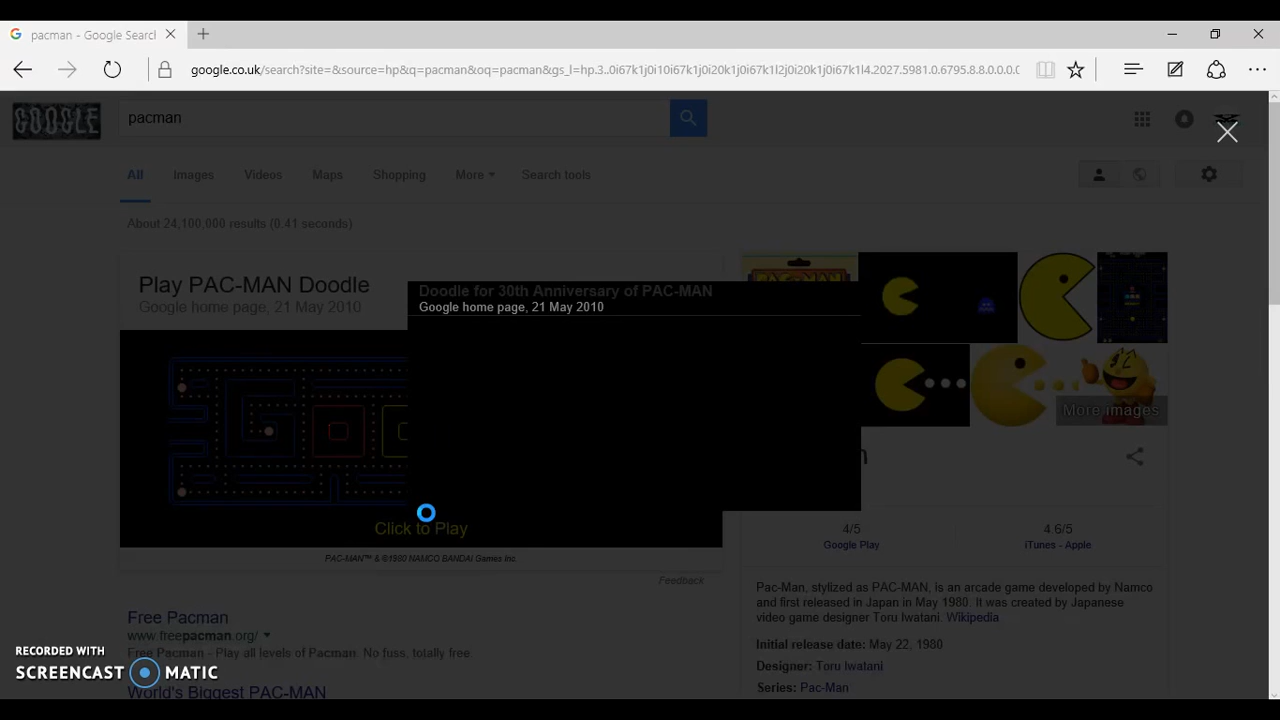 pacman - Google Search
google.co.uk/search?site=&source=hp&q=pacman&oq=pacman&gs_l=hp.3..0i67k1j0i10i67k1j0i20k1j0i67k1l2j0i20k1j0i67k1l4.2027.5981.0.6795.8.8.0.0.0.0
GOOGLE
pacman
All Images Videos Maps Shopping More Search tools
About 24,100,000 results (0.41 seconds)
Play PAC-MAN Doodle
Google home page, 21 May 2010
Doodle for 30th Anniversary of PAC-MAN
Google home page, 21 May 2010
More images
Click to Play
PAC-MAN™ & ©1980 NAMCO BANDAI Games Inc.
Feedback
4/5
Google Play
4.6/5
iTunes - Apple
Pac-Man, stylized as PAC-MAN, is an arcade game developed by Namco
and first released in Japan in May 1980. It was created by Japanese
video game designer Toru Iwatani. Wikipedia
Initial release date: May 22, 1980
Designer: Toru Iwatani
Series: Pac-Man
Free Pacman
www.freepacman.org/
Free Pacman - Play all levels of Pacman. No fuss, totally free.
World's Biggest PAC-MAN
RECORDED WITH
SCREENCAST MATIC